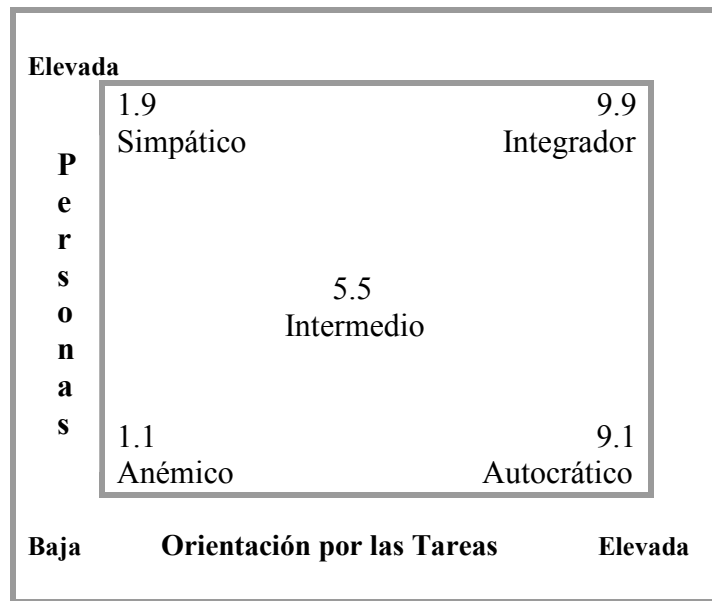 Elevada
1.9 9.9
Simpático Integrador
Personas
5.5
Intermedio
1.1 9.1
Anémico Autocrático
Baja Orientación por las Tareas Elevada